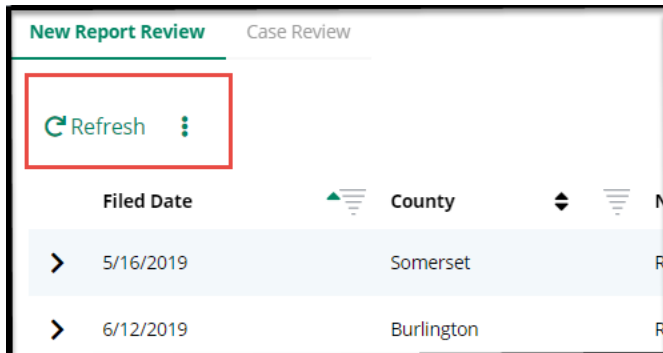 New Report Review Case Review
Refresh
Filed Date County
5/16/2019 Somerset
6/12/2019 Burlington